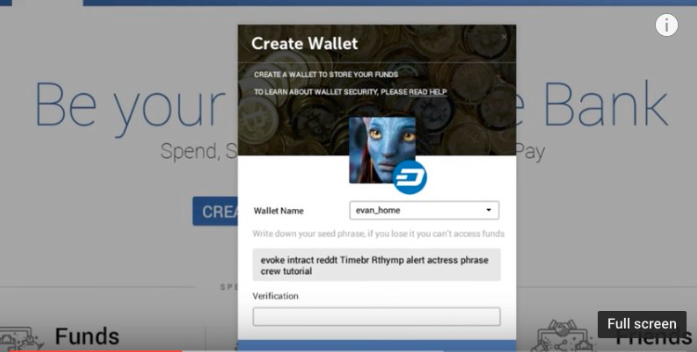 Create Wallet
CREATE A WALLET TO STORE YOUR FUNDS
TO LEARN ABOUT WALLET SECURITY, PLEASE READ HELP
Be your
Bank
Spend, S
Pay
CREA
Wallet Name
evan_home
Write down your seed phrase, if you lose it you can't access funds
evoke intract reddt Timebr Rthymp alert actress phrase
crew tutorial
Verification
Funds
Full screen